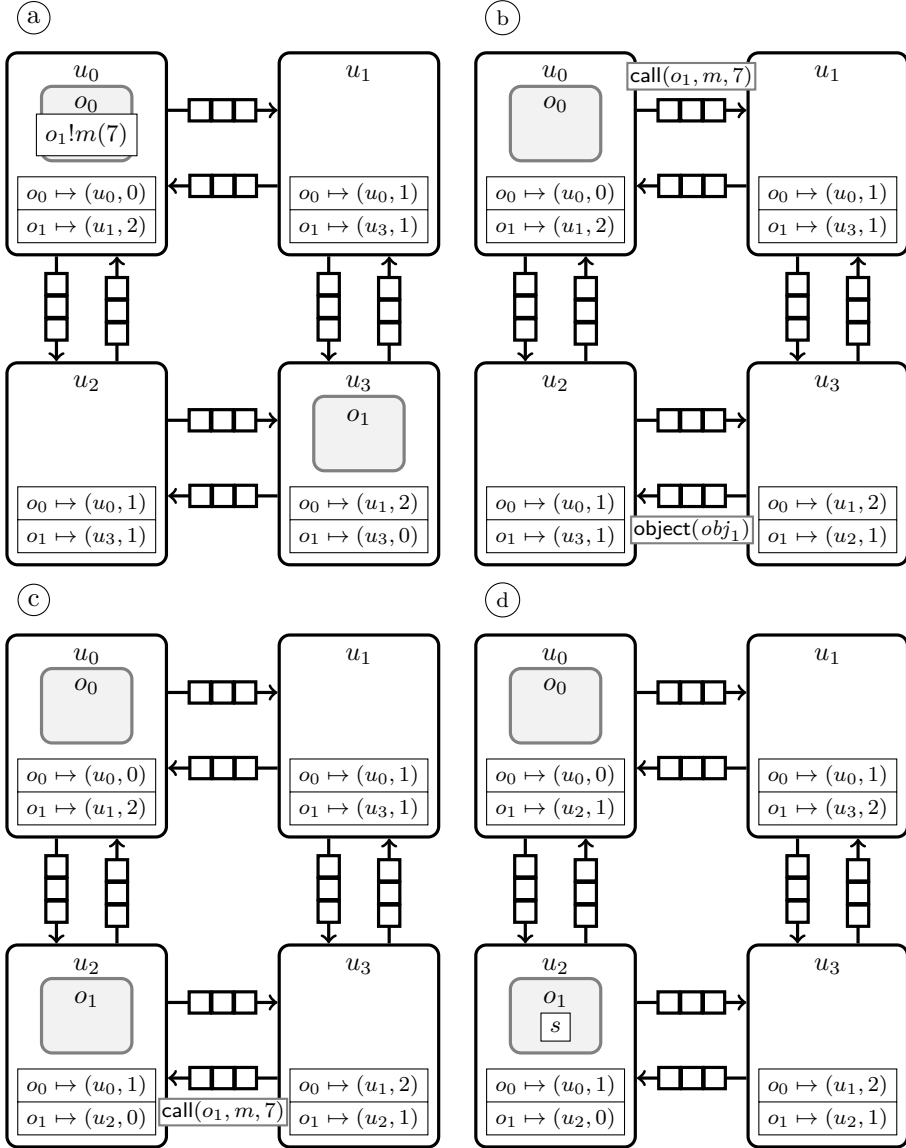 a
u₀
o₀
o₁!m(7)
o₀ ↦ (u₀, 0)
o₁ ↦ (u₁, 2)
u₁
o₀ ↦ (u₀, 1)
o₁ ↦ (u₃, 1)
u₂
o₀ ↦ (u₀, 1)
o₁ ↦ (u₃, 1)
u₃
o₁
o₀ ↦ (u₁, 2)
o₁ ↦ (u₃, 0)
b
u₀
o₀
o₀ ↦ (u₀, 0)
o₁ ↦ (u₁, 2)
call(o₁, m, 7)
u₁
o₀ ↦ (u₀, 1)
o₁ ↦ (u₃, 1)
u₂
o₀ ↦ (u₀, 1)
o₁ ↦ (u₃, 1)
object(obj₁)
u₃
o₀ ↦ (u₁, 2)
o₁ ↦ (u₂, 1)
c
u₀
o₀
o₀ ↦ (u₀, 0)
o₁ ↦ (u₁, 2)
u₁
o₀ ↦ (u₀, 1)
o₁ ↦ (u₃, 1)
u₂
o₁
o₀ ↦ (u₀, 1)
o₁ ↦ (u₂, 0)
call(o₁, m, 7)
u₃
o₀ ↦ (u₁, 2)
o₁ ↦ (u₂, 1)
d
u₀
o₀
o₀ ↦ (u₀, 0)
o₁ ↦ (u₂, 1)
u₁
o₀ ↦ (u₀, 1)
o₁ ↦ (u₃, 2)
u₂
o₁
s
o₀ ↦ (u₀, 1)
o₁ ↦ (u₂, 0)
u₃
o₀ ↦ (u₁, 2)
o₁ ↦ (u₂, 1)